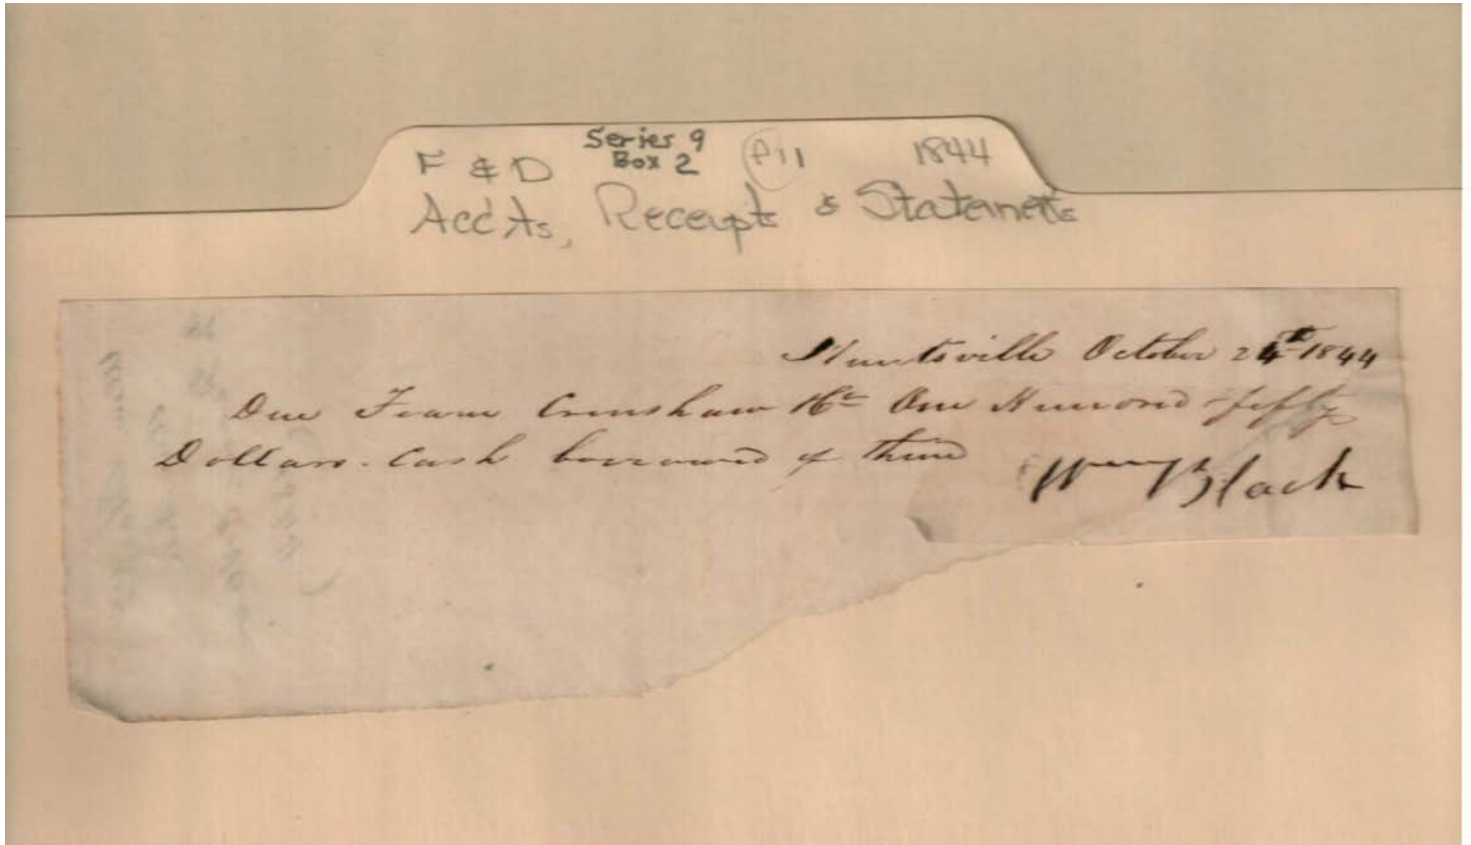 Series 9
F & D Box 2 F11 1844
Acc'ts, Receipts & Statements
Huntsville October 24th 1844
Due Fearn Crenshaw One Hundred & fifty
Dollars. Cash borrowed of them
Wm Black